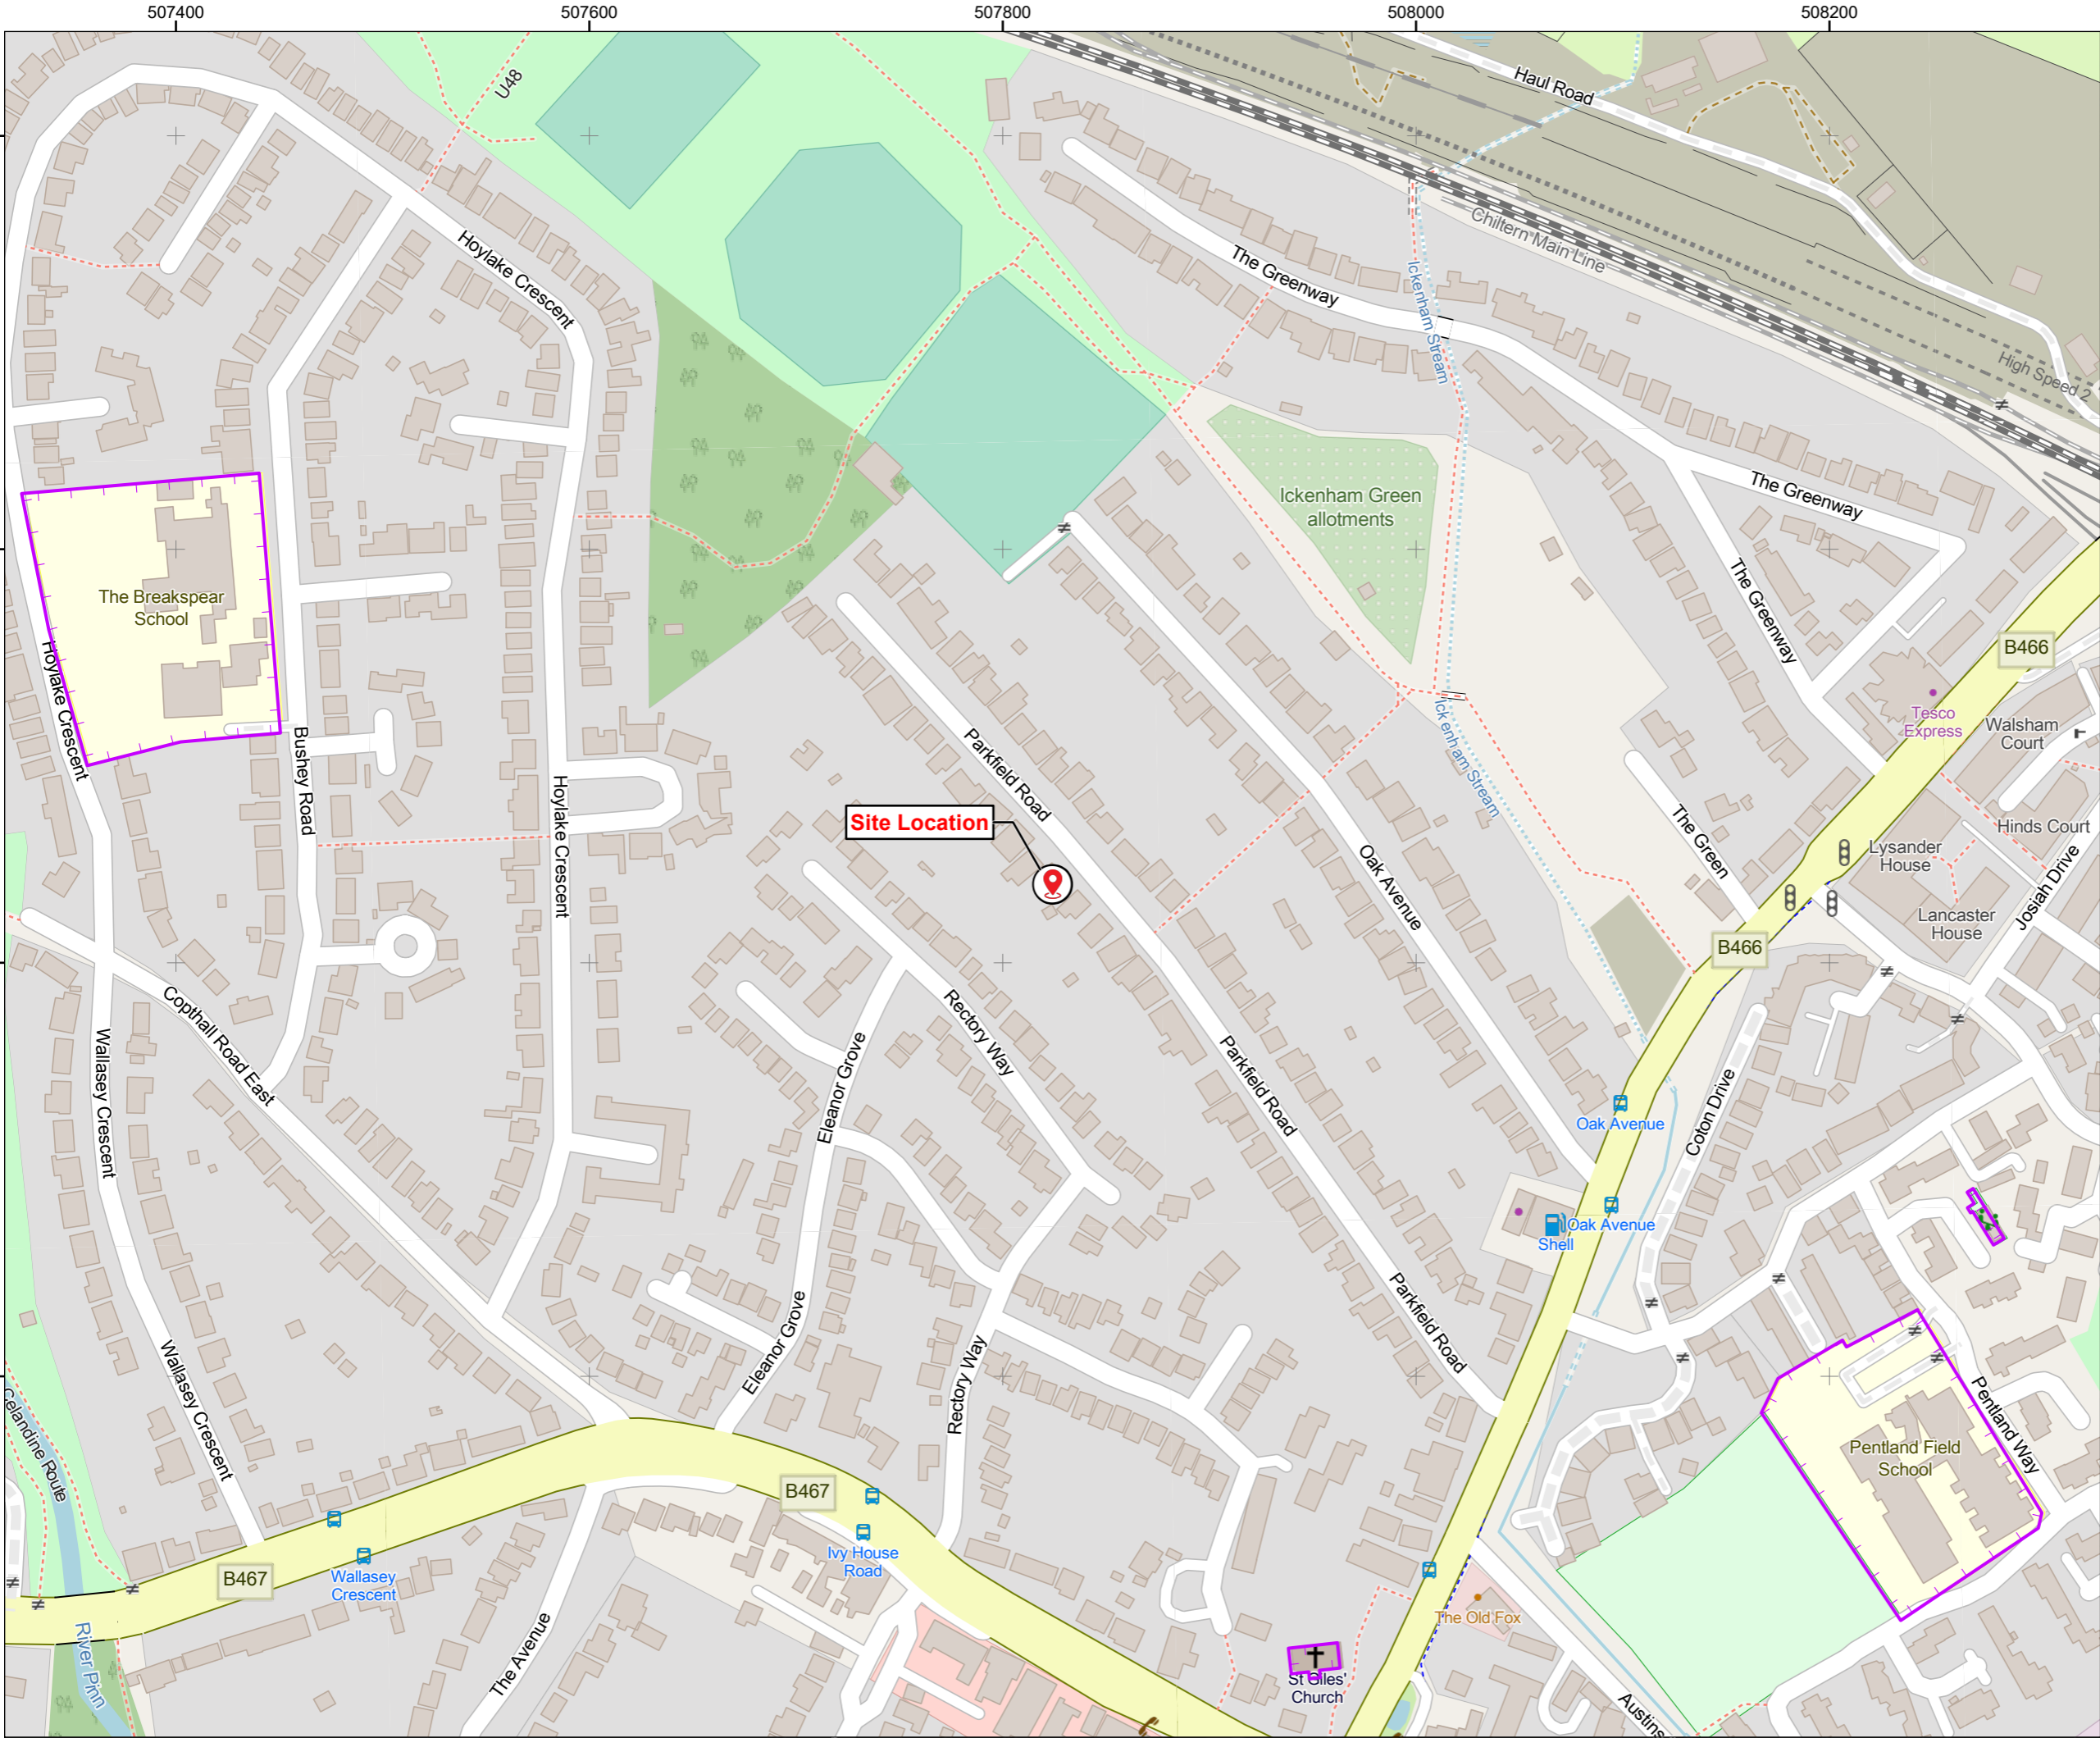 507400
507600
507800
508000
508200
U48
Haul Road
Chiltern Main Line
Hoylake Crescent
The Greenway
Ickenham Stream
High Speed 2
The Greenway
Ickenham Green
allotments
The Breakspear
School
The Greenway
B466
Hoylake Crescent
Tesco
Express
Walsham
Court
Ickenham Stream
Bushey Road
Parkfield Road
Hoylake Crescent
Site Location
The Green
Hinds Court
Lysander
House
Oak Avenue
Josiah Drive
Lancaster
House
B466
Copthall Road East
Rectory Way
Wallasey Crescent
Eleanor Grove
Parkfield Road
Coton Drive
Oak Avenue
Oak Avenue
Shell
Eleanor Grove
Parkfield Road
Wallasey Crescent
Rectory Way
Pentland Way
Celandine Route
Pentland Field
School
B467
Ivy House
Road
B467
Wallasey
Crescent
The Old Fox
The Avenue
River Pinn
St Giles'
Church
Austins